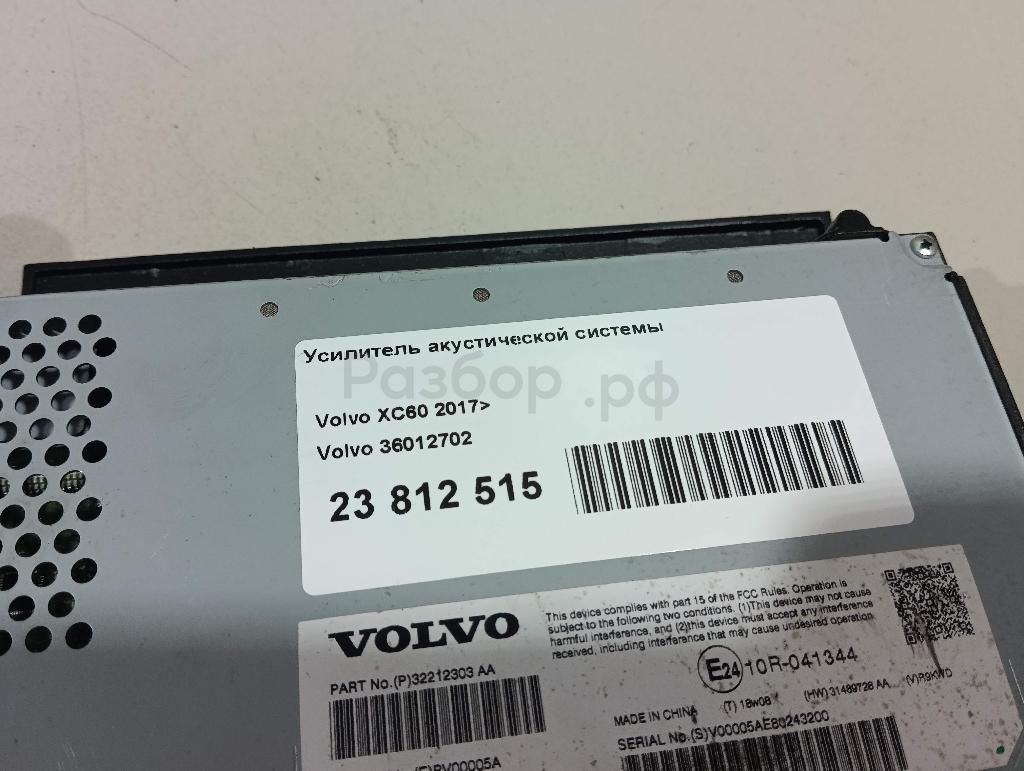 Усилитель акустической системы
Разбор.рф
Volvo XC60 2017>
Volvo 36012702
23 812 515
VOLVO
This device complies with part 15 of the FCC Rules. Operation is
subject to the following two conditions. (1)This device may not cause
harmful interference, and (2)this device must accept any interference
received, including interference that may cause undesired operation
PART No.(P)32212303 AA
E24 10R-041344
MADE IN CHINA (T) 18w08 (HW)31489728 AA (V)R9KWD
SERIAL No.(S)V00005AE80243200
(F)RV00005A